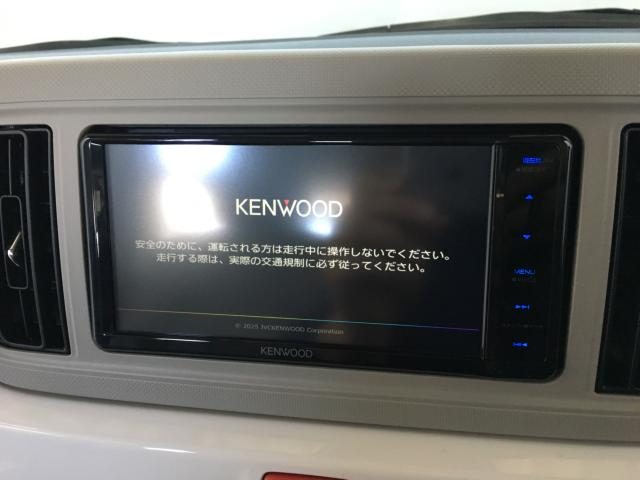 KENWOOD
安全のために、運転される方は走行中に操作しないでください。
走行する際は、実際の交通規制に必ず従ってください。
© 2025 JVCKENWOOD Corporation
KENWOOD
MENU